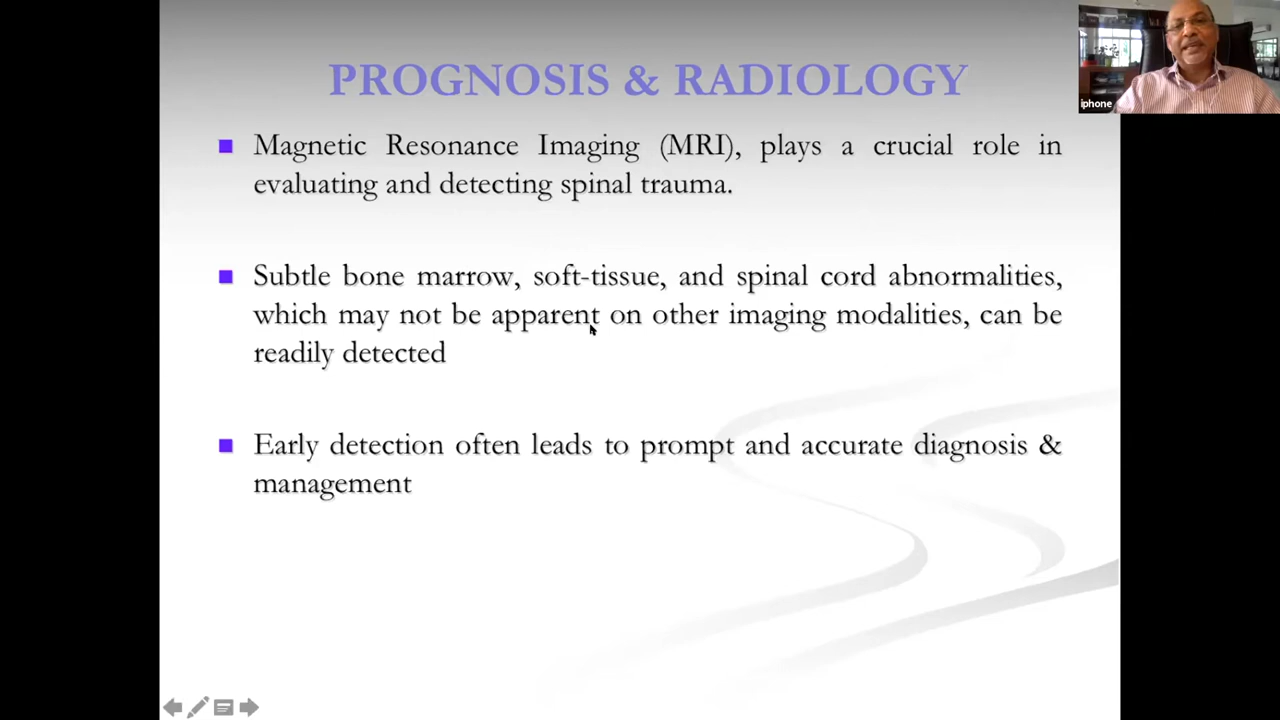 PROGNOSIS & RADIOLOGY
iphone
Magnetic Resonance Imaging (MRI), plays a crucial role in
evaluating and detecting spinal trauma.
Subtle bone marrow, soft-tissue, and spinal cord abnormalities,
which may not be apparent on other imaging modalities, can be
readily detected
Early detection often leads to prompt and accurate diagnosis &
management